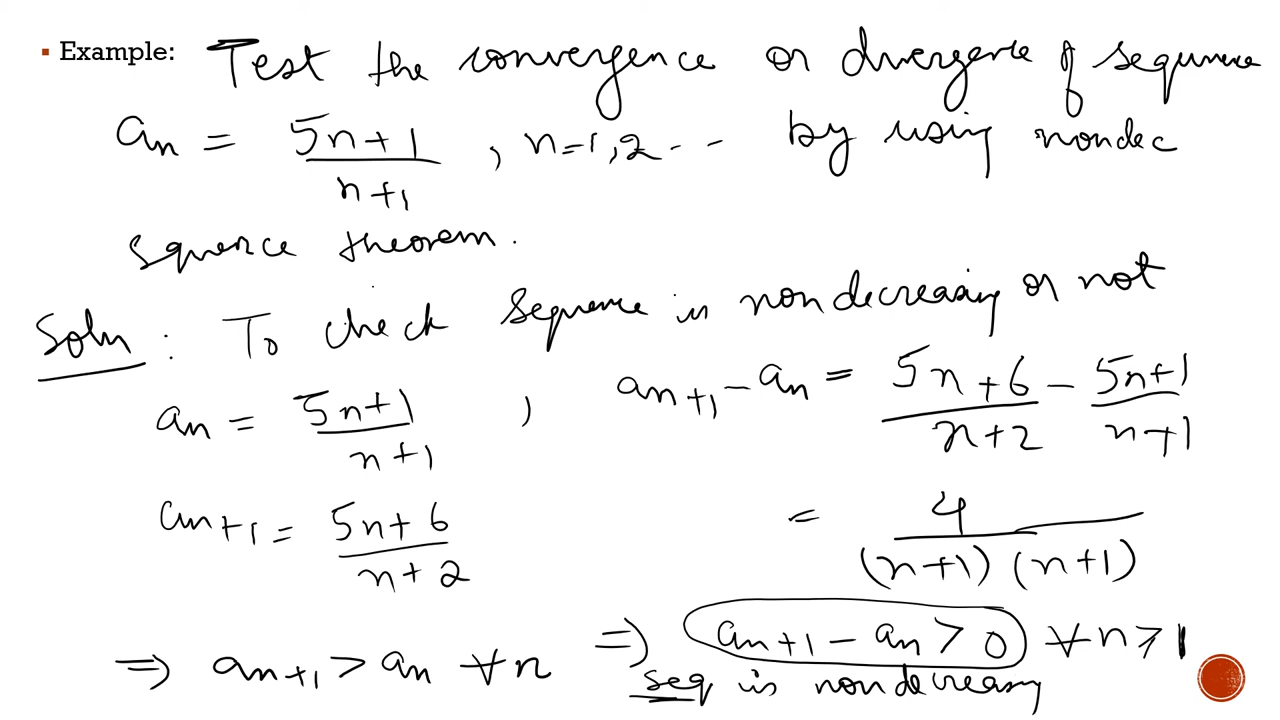 Example: Test the convergence or divergence of sequence
an = 5n+1 / n+1 , n=1,2--- by using nondec
squence theorem.
Soln : To check sequence is nondecreasing or not
an = 5n+1 / n+1 , an+1 - an = 5n+6 / n+2 - 5n+1 / n+1
an+1 = 5n+6 / n+2 = 4 / (n+1) (n+1)
⇒ an+1 > an ∀ n ⇒ an+1 - an > 0 ∀ n ≥ 1
seq is nondecreasing